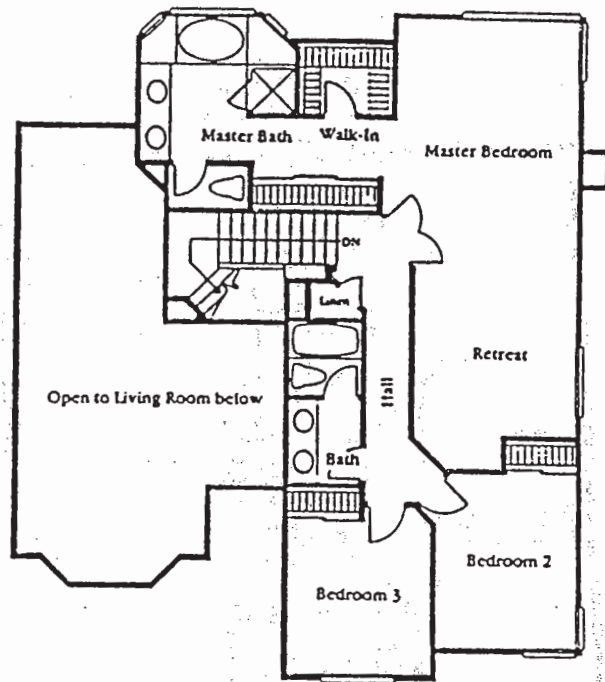 Master Bath
Walk-In
Master Bedroom
DN
Linen
Retreat
Open to Living Room below
Hall
Bath
Bedroom 2
Bedroom 3